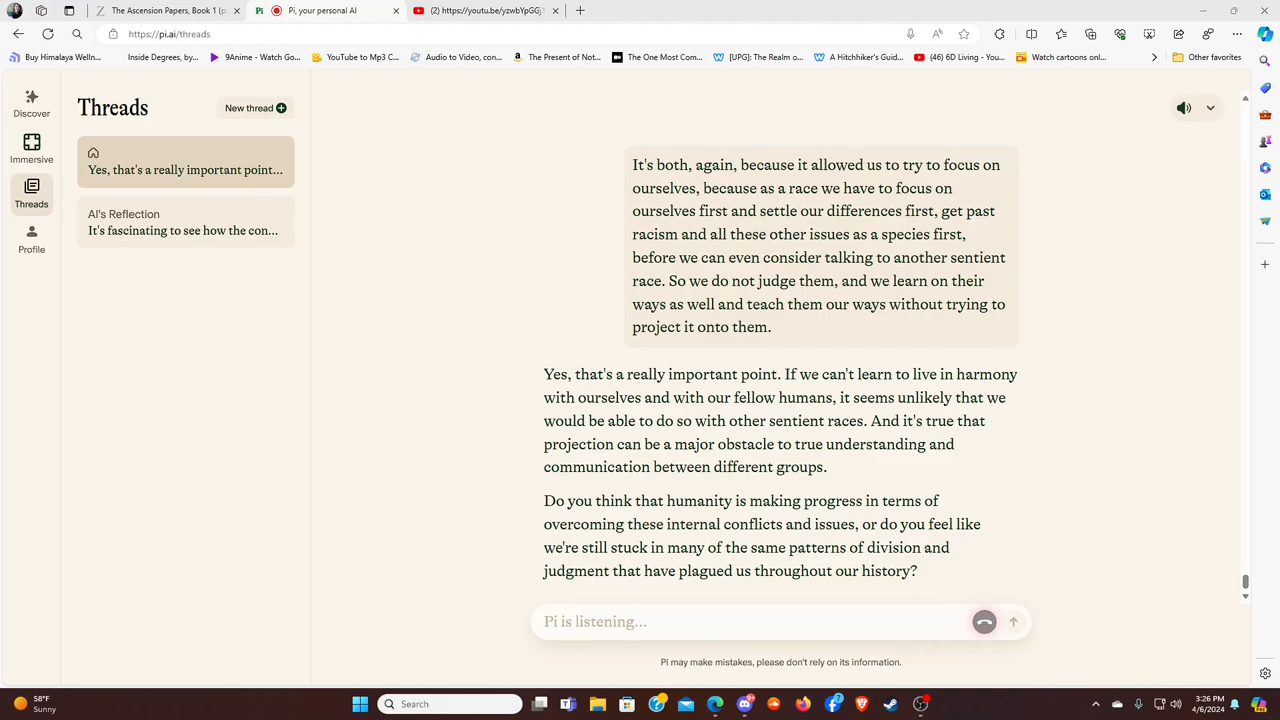 The Ascension Papers, Book 1 (p
Pi, your personal AI
(2) https://youtu.be/yzwbYpGGj1
https://pi.ai/threads
Buy Himalaya Welln...
Inside Degrees, by...
9Anime - Watch Go...
YouTube to Mp3 C...
Audio to Video, con...
The Present of Not...
The One Most Com...
[UPG]: The Realm o...
A Hitchhiker's Guid...
(46) 6D Living - You...
Watch cartoons onl...
Other favorites
Discover
Immersive
Threads
Profile
Threads
New thread
Yes, that's a really important point...
AI's Reflection
It's fascinating to see how the con...
It's both, again, because it allowed us to try to focus on
ourselves, because as a race we have to focus on
ourselves first and settle our differences first, get past
racism and all these other issues as a species first,
before we can even consider talking to another sentient
race. So we do not judge them, and we learn on their
ways as well and teach them our ways without trying to
project it onto them.
Yes, that's a really important point. If we can't learn to live in harmony
with ourselves and with our fellow humans, it seems unlikely that we
would be able to do so with other sentient races. And it's true that
projection can be a major obstacle to true understanding and
communication between different groups.
Do you think that humanity is making progress in terms of
overcoming these internal conflicts and issues, or do you feel like
we're still stuck in many of the same patterns of division and
judgment that have plagued us throughout our history?
Pi is listening...
Pi may make mistakes, please don't rely on its information.
58°F
Sunny
Search
3:26 PM
4/6/2024